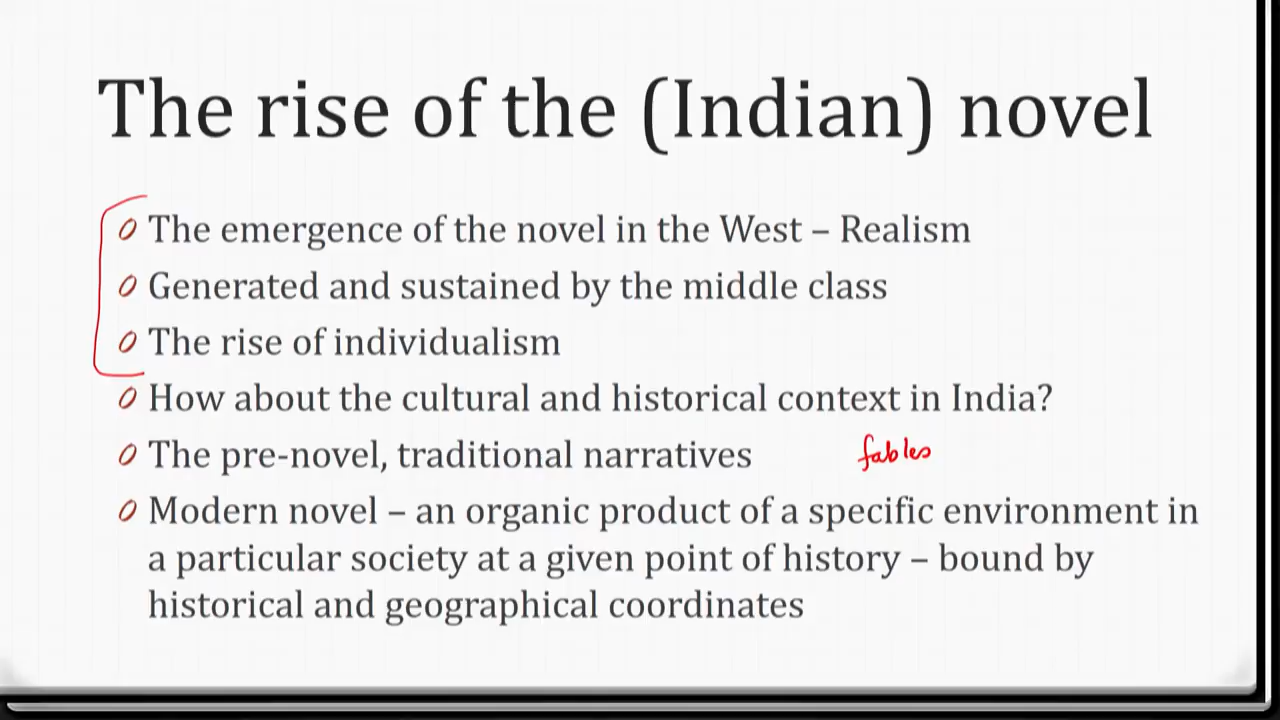 The rise of the (Indian) novel
The emergence of the novel in the West – Realism
Generated and sustained by the middle class
The rise of individualism
How about the cultural and historical context in India?
The pre-novel, traditional narratives fables
Modern novel – an organic product of a specific environment in
a particular society at a given point of history – bound by
historical and geographical coordinates